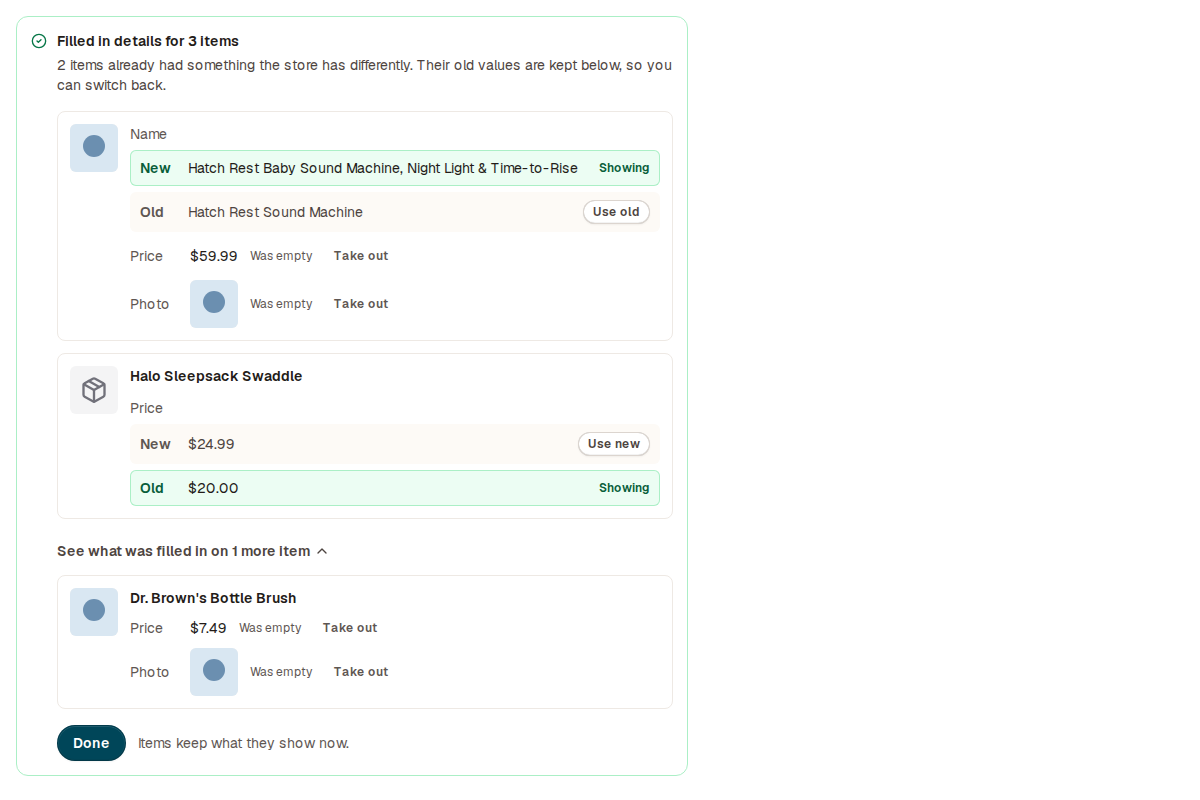 Filled in details for 3 items
2 items already had something the store has differently. Their old values are kept below, so you
can switch back.
Name
New Hatch Rest Baby Sound Machine, Night Light & Time-to-Rise Showing
Old Hatch Rest Sound Machine Use old
Price $59.99 Was empty Take out
Photo Was empty Take out
Halo Sleepsack Swaddle
Price
New $24.99 Use new
Old $20.00 Showing
See what was filled in on 1 more item
Dr. Brown's Bottle Brush
Price $7.49 Was empty Take out
Photo Was empty Take out
Done Items keep what they show now.